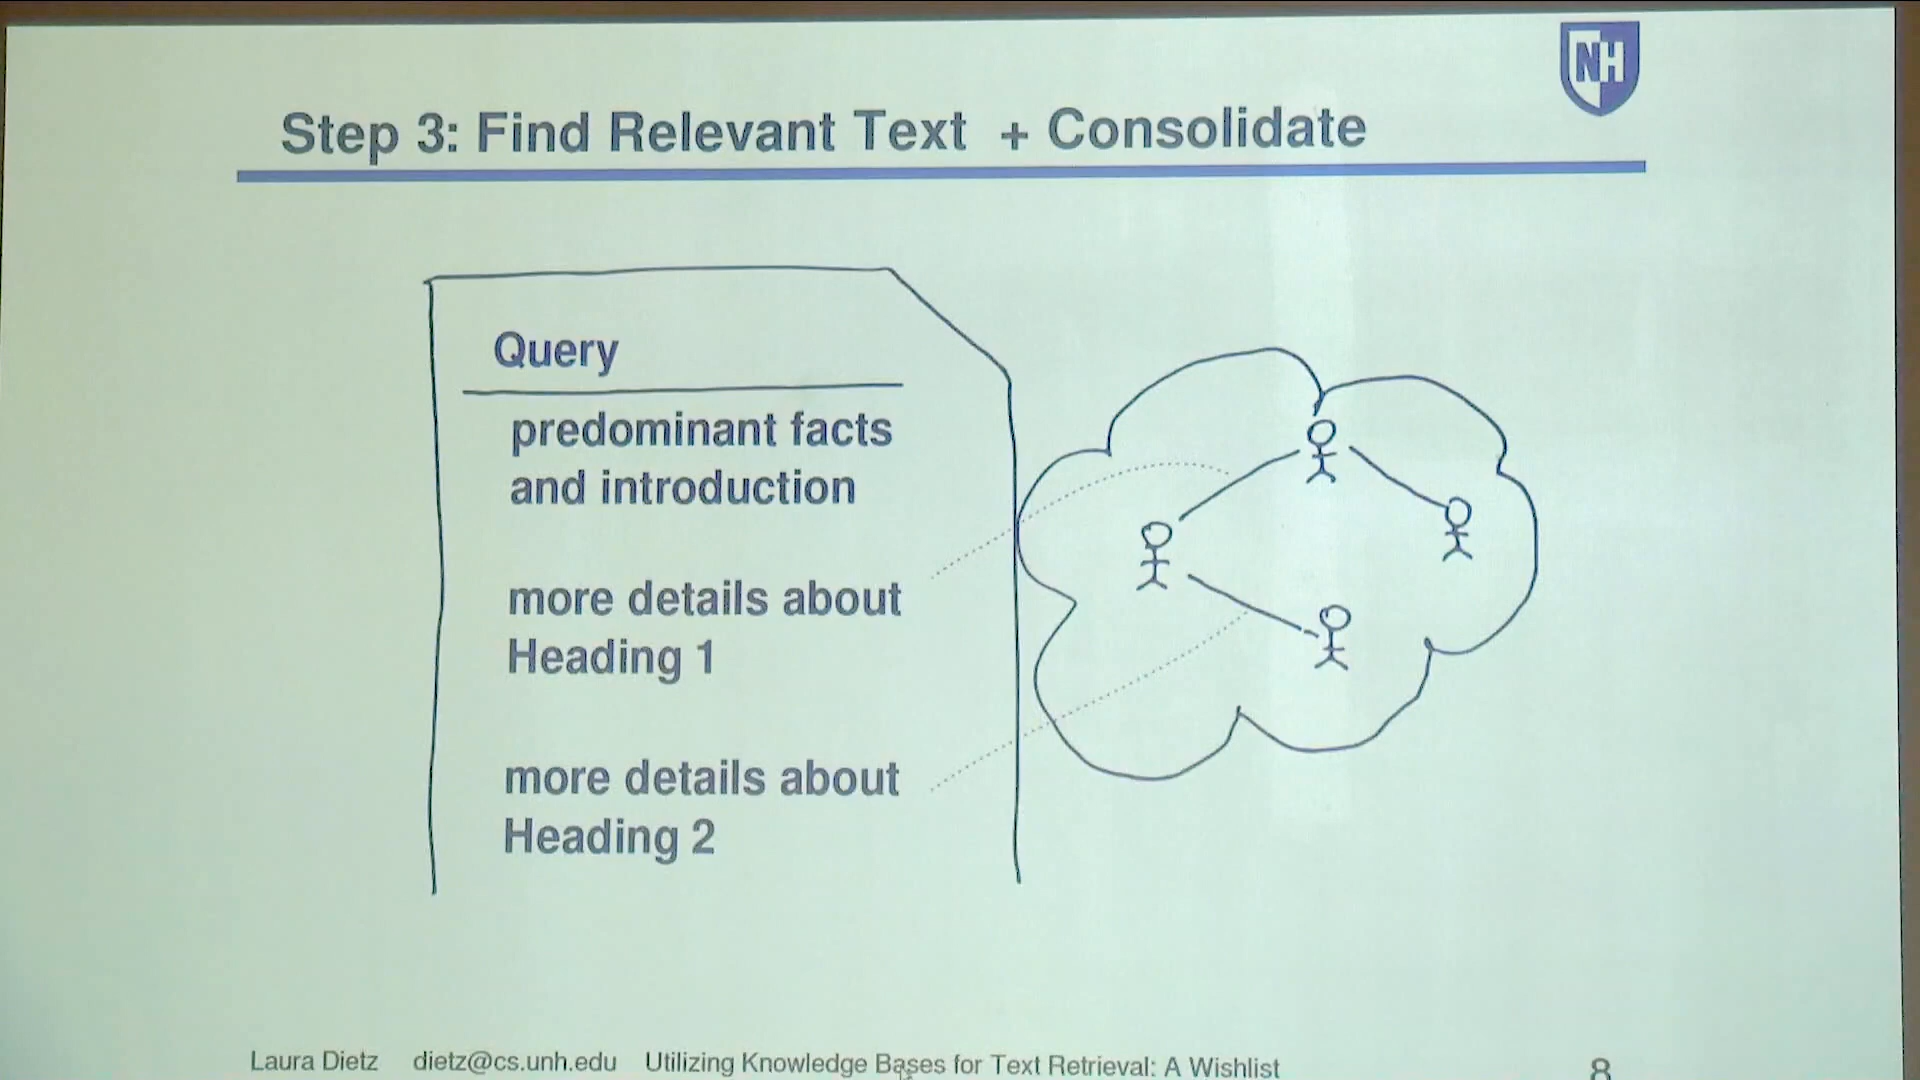 NH
Step 3: Find Relevant Text + Consolidate
Query
predominant facts
and introduction
more details about
Heading 1
more details about
Heading 2
Laura Dietz dietz@cs.unh.edu Utilizing Knowledge Bases for Text Retrieval: A Wishlist 8